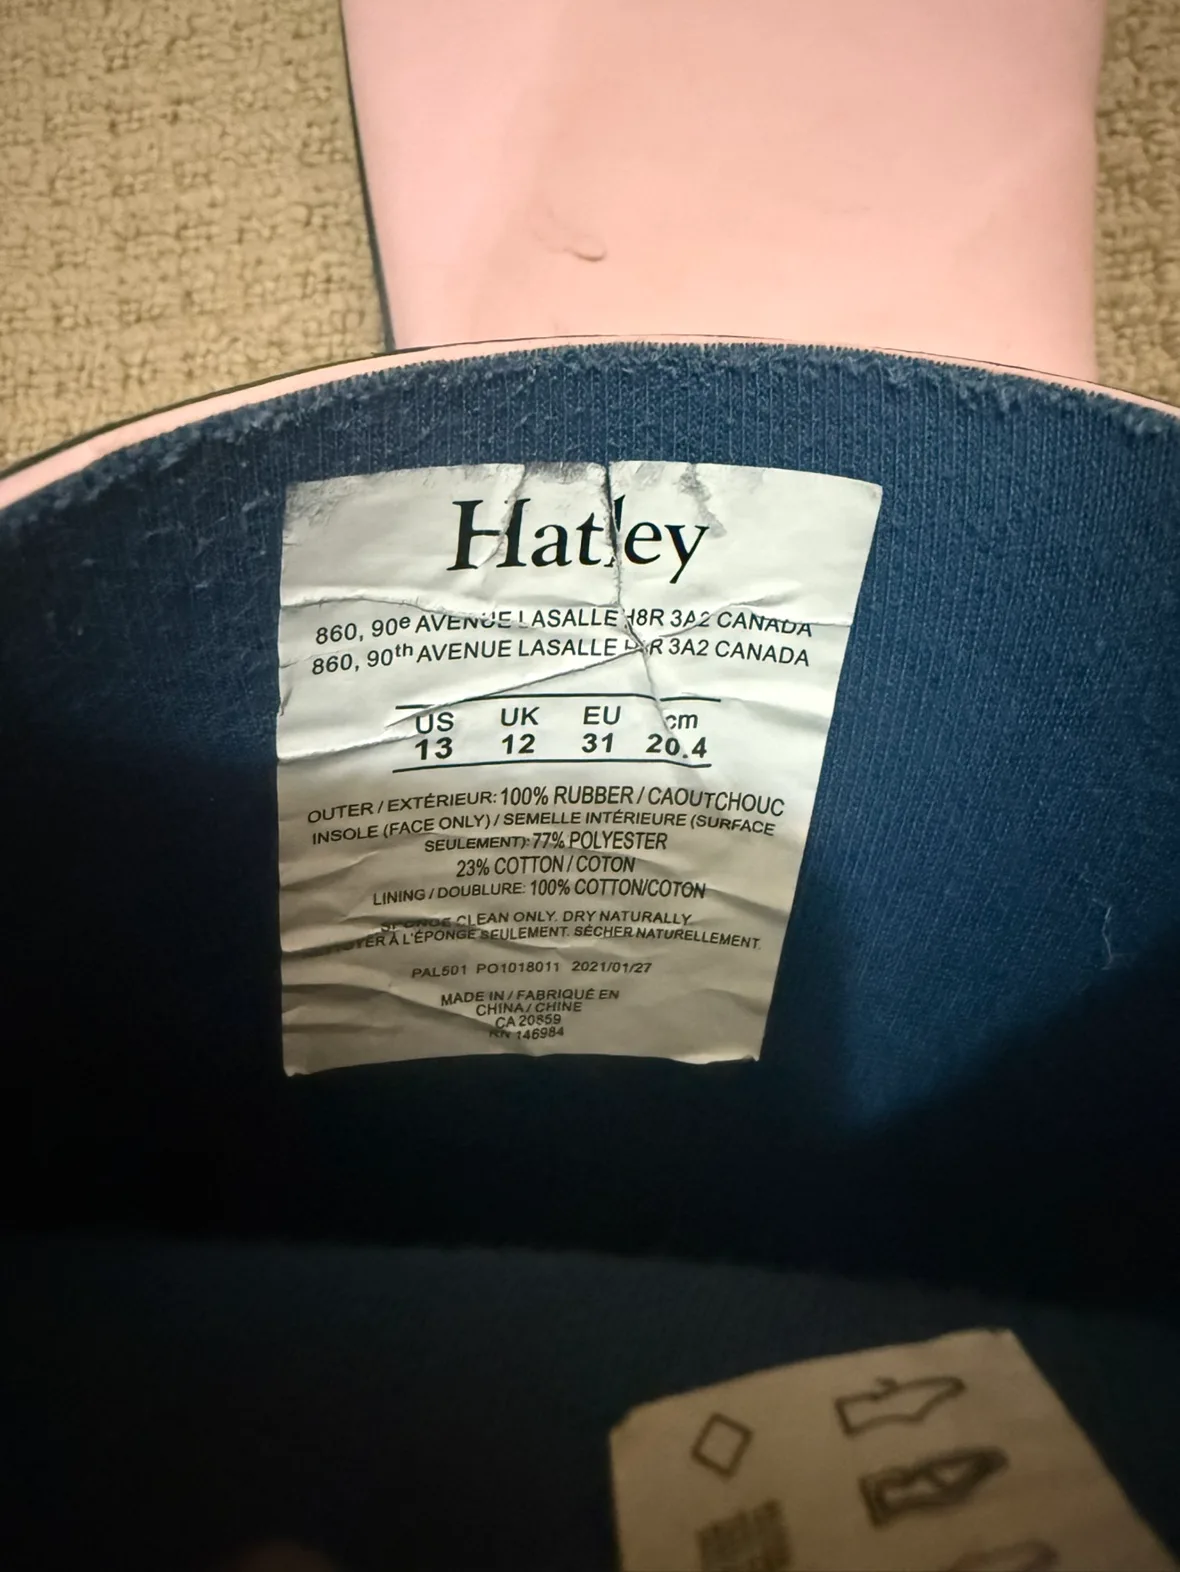 Hatley
860, 90e AVENUE LASALLE H8R 3A2 CANADA
860, 90th AVENUE LASALLE H8R 3A2 CANADA
US UK EU cm
13 12 31 20.4
OUTER / EXTÉRIEUR: 100% RUBBER / CAOUTCHOUC
INSOLE (FACE ONLY) / SEMELLE INTÉRIEURE (SURFACE
SEULEMENT): 77% POLYESTER
23% COTTON / COTON
LINING / DOUBLURE: 100% COTTON/COTON
SPONGE CLEAN ONLY. DRY NATURALLY
À L'ÉPONGE SEULEMENT. SÉCHER NATURELLEMENT.
PAL501 PO1018011 2021/01/27
MADE IN / FABRIQUÉ EN
CHINA / CHINE
CA 20859
RN 146984